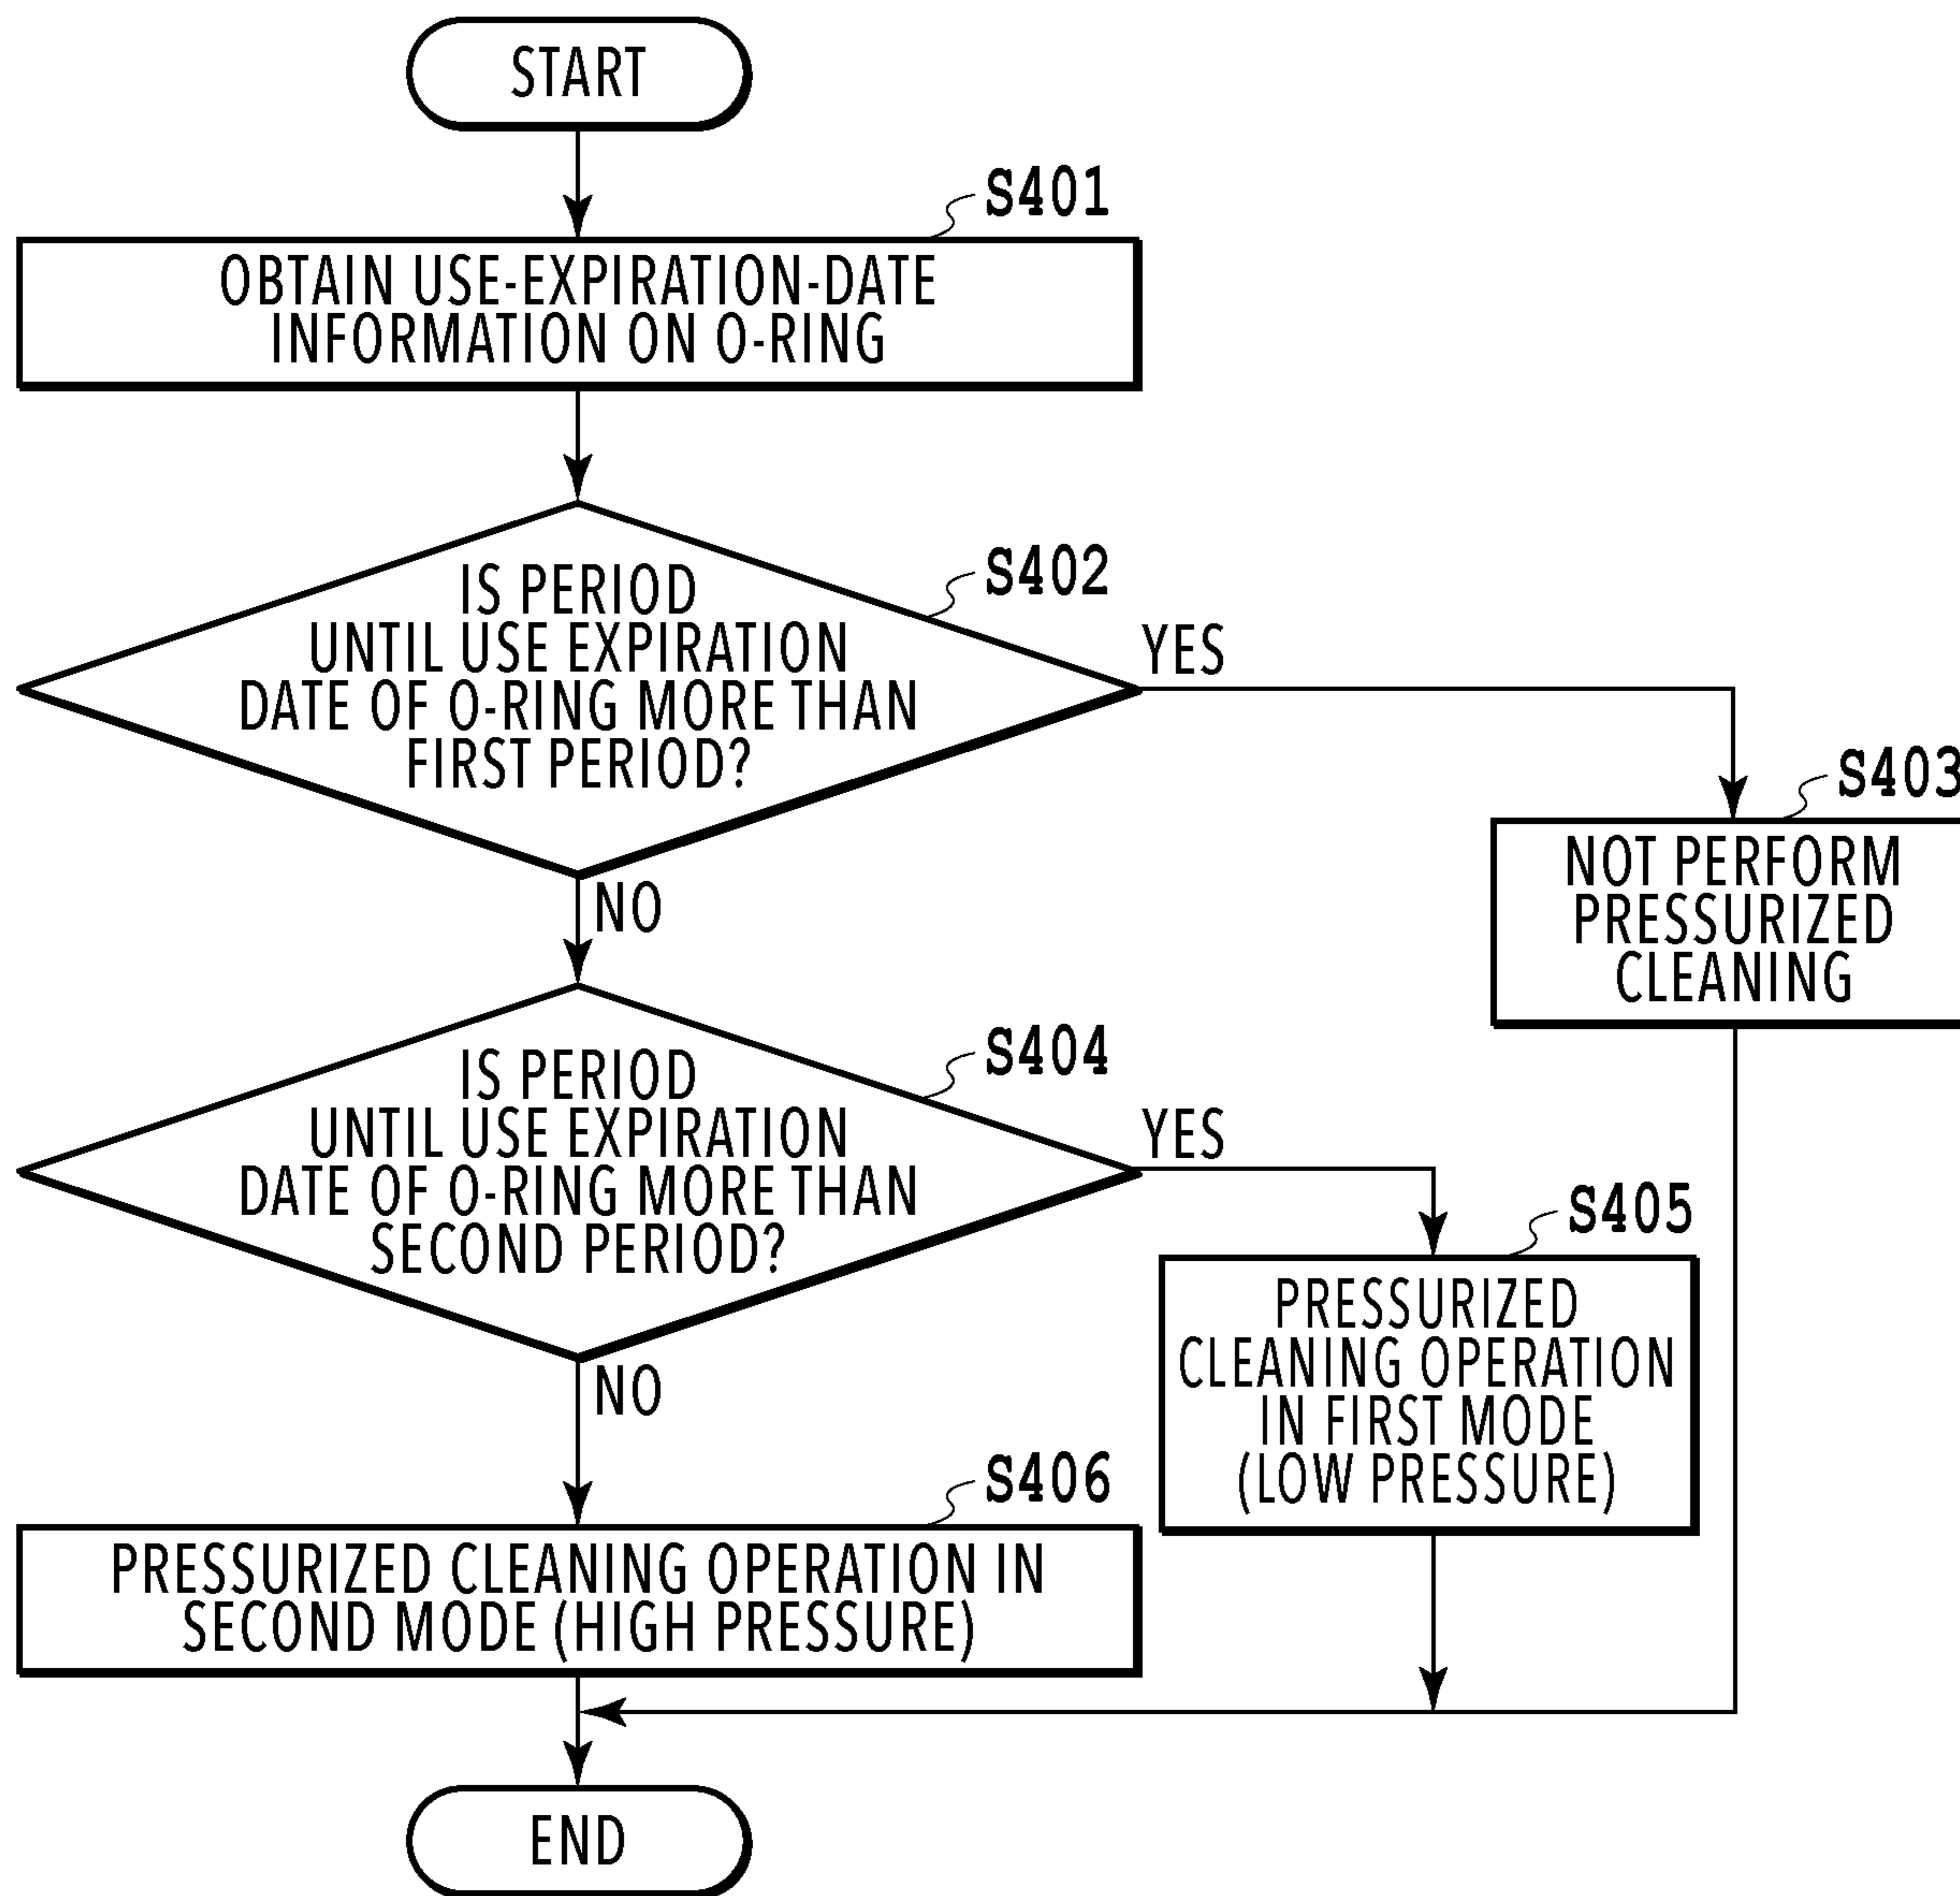 START
S401
OBTAIN USE-EXPIRATION-DATE
INFORMATION ON O-RING
S402
IS PERIOD
UNTIL USE EXPIRATION
DATE OF O-RING MORE THAN
FIRST PERIOD?
YES
NO
S403
NOT PERFORM
PRESSURIZED
CLEANING
S404
IS PERIOD
UNTIL USE EXPIRATION
DATE OF O-RING MORE THAN
SECOND PERIOD?
YES
NO
S405
PRESSURIZED
CLEANING OPERATION
IN FIRST MODE
(LOW PRESSURE)
S406
PRESSURIZED CLEANING OPERATION IN
SECOND MODE (HIGH PRESSURE)
END